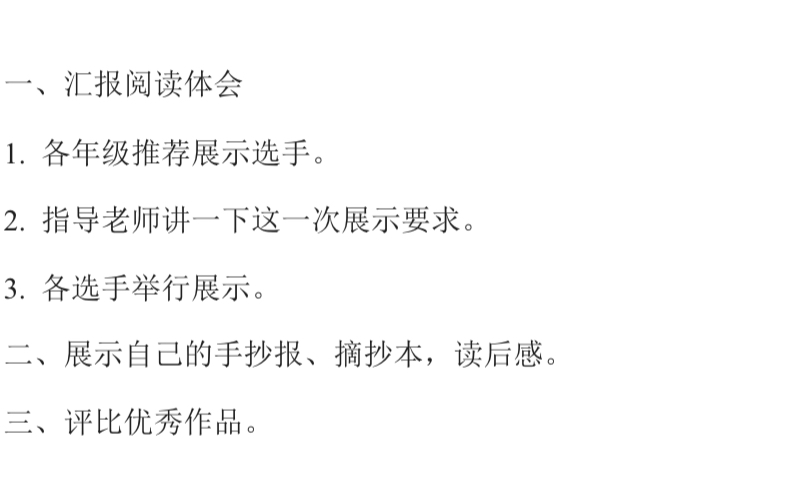 一、汇报阅读体会
1. 各年级推荐展示选手。
2. 指导老师讲一下这一次展示要求。
3. 各选手举行展示。
二、展示自己的手抄报、摘抄本，读后感。
三、评比优秀作品。